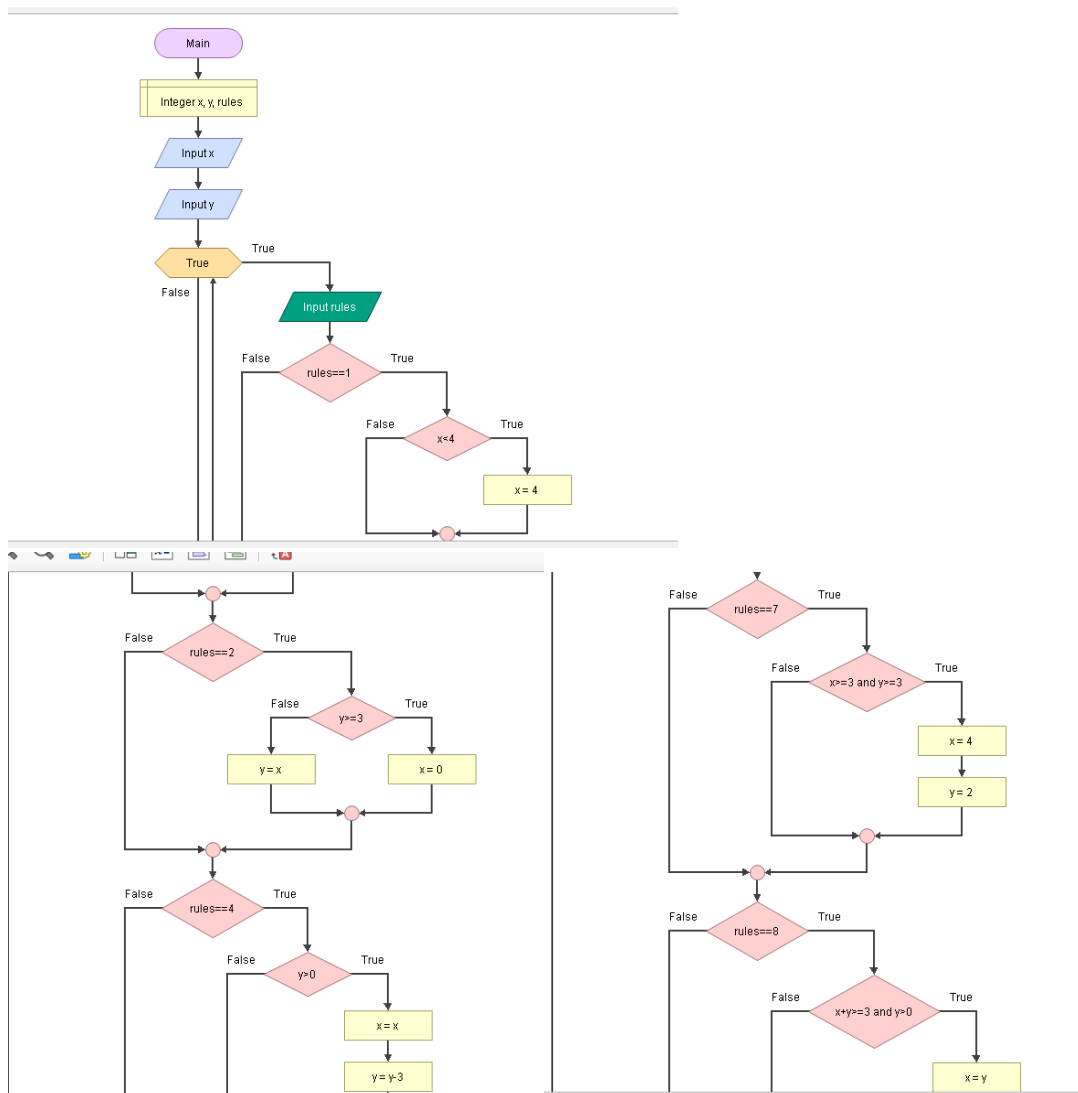 Main
Integer x, y, rules
Input x
Input y
True
True
False
Input rules
False
True
rules==1
False
True
x<4
x = 4
False
True
rules==2
False
True
y>=3
y = x
x = 0
False
True
rules==4
False
True
y>0
x = x
y = y-3
False
True
rules==7
False
True
x>=3 and y>=3
x = 4
y = 2
False
True
rules==8
False
True
x+y>=3 and y>0
x = y